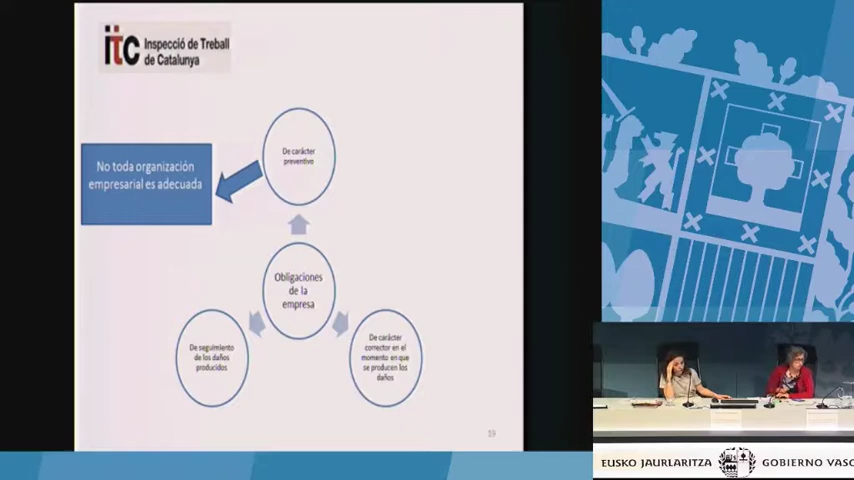 itc Inspecció de Treball
de Catalunya
No toda organización
empresarial es adecuada
De carácter
preventivo
Obligaciones
de la
empresa
De seguimiento
de los daños
producidos
De carácter
corrector en el
momento en que
se producen los
daños
19
EUSKO JAURLARITZA GOBIERNO VASC